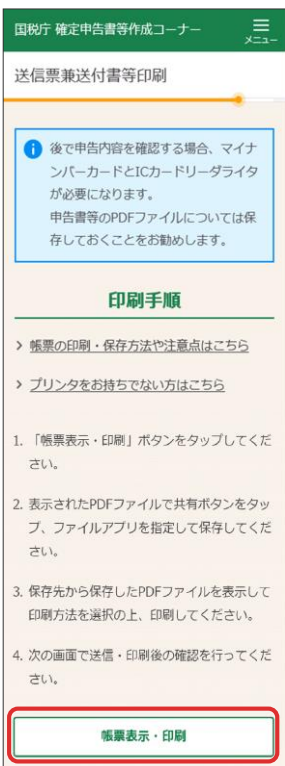 国税庁 確定申告書等作成コーナー
メニュー
送信票兼送付書等印刷
後で申告内容を確認する場合、マイナ
ンバーカードとICカードリーダライタ
が必要になります。
申告書等のPDFファイルについては保
存しておくことをお勧めします。
印刷手順
帳票の印刷・保存方法や注意点はこちら
プリンタをお持ちでない方はこちら
1. 「帳票表示・印刷」ボタンをタップしてくだ
さい。
2. 表示されたPDFファイルで共有ボタンをタッ
プ、ファイルアプリを指定して保存してくだ
さい。
3. 保存先から保存したPDFファイルを表示して
印刷方法を選択の上、印刷してください。
4. 次の画面で送信・印刷後の確認を行ってくだ
さい。
帳票表示・印刷